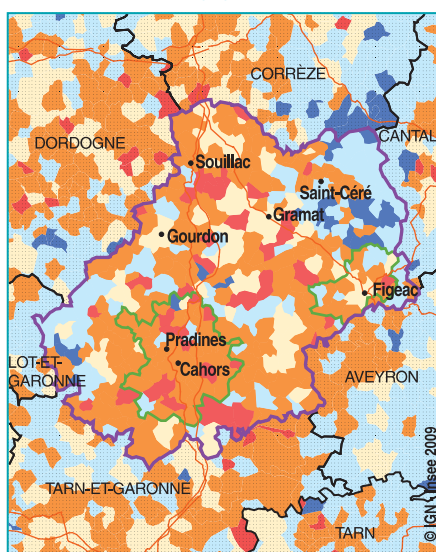 CORRÈZE
CANTAL
DORDOGNE
Souillac
Saint-Céré
Gramat
Gourdon
Figeac
Pradines
Cahors
LOT-ET-
GARONNE
AVEYRON
TARN-ET-GARONNE
TARN
© IGN - Insee 2009